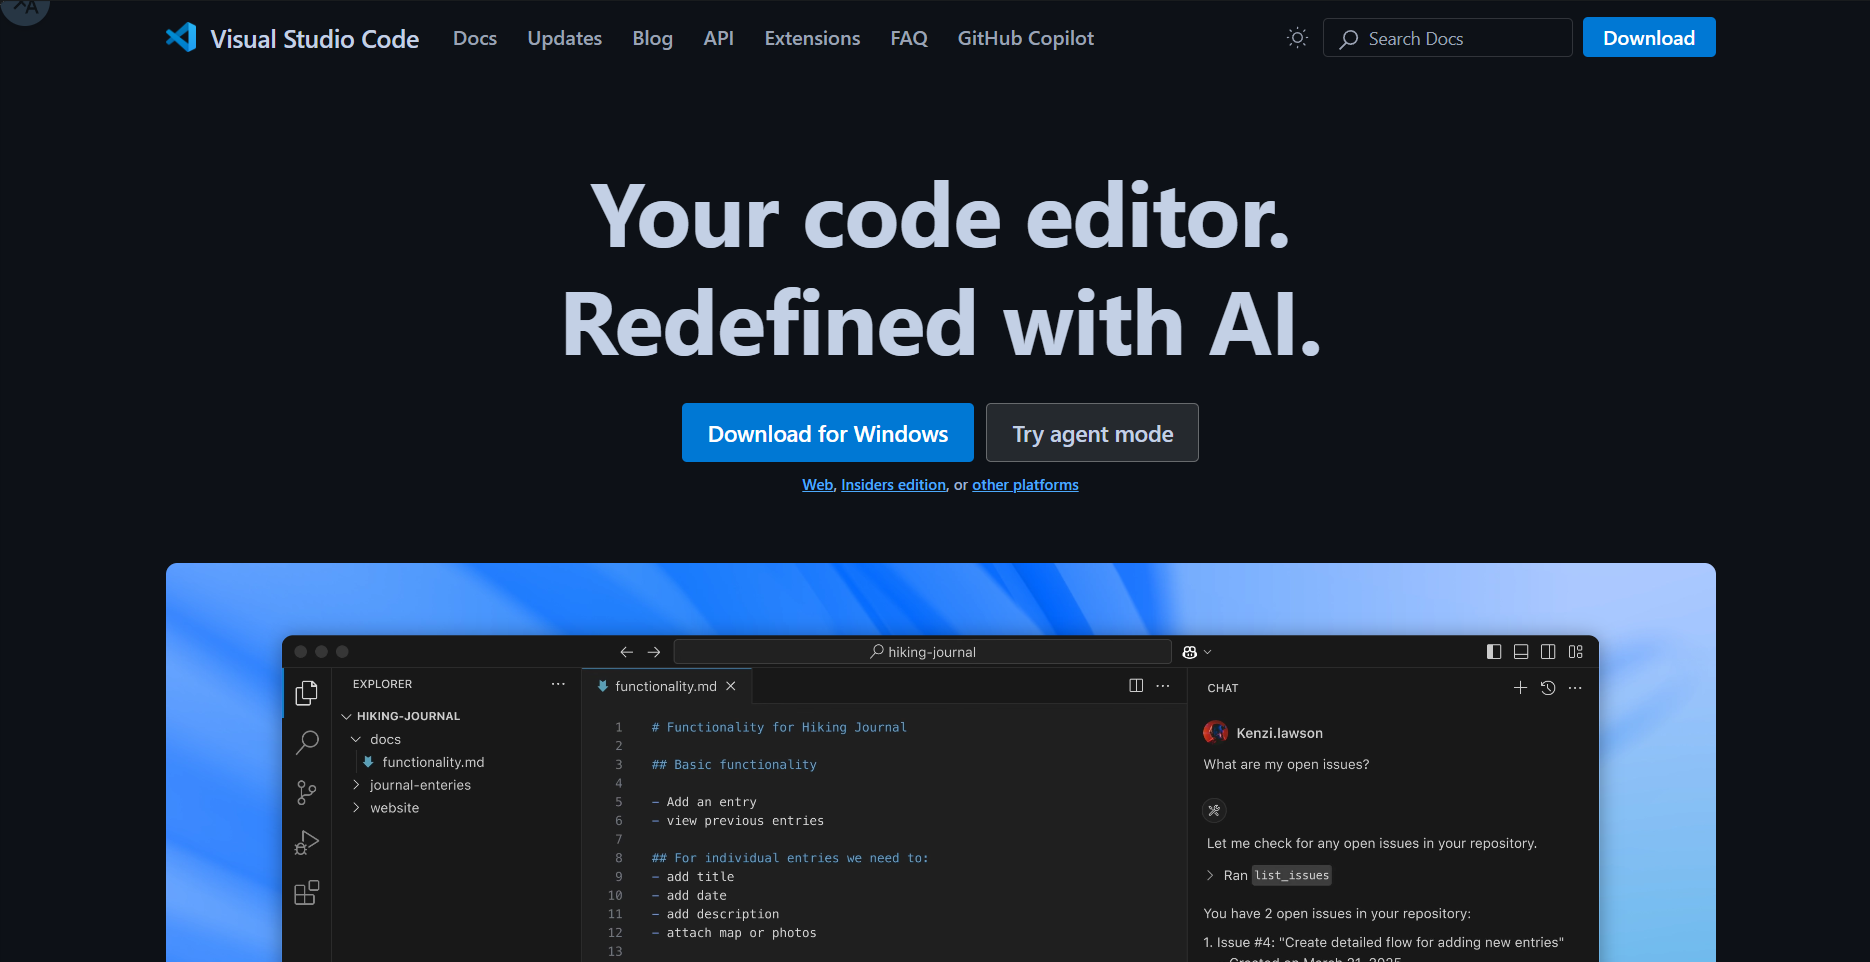 Visual Studio Code Docs Updates Blog API Extensions FAQ GitHub Copilot Search Docs Download
Your code editor.
Redefined with AI.
Download for Windows Try agent mode
Web, Insiders edition, or other platforms
hiking-journal
EXPLORER
HIKING-JOURNAL
docs
functionality.md
journal-enteries
website
functionality.md
1 # Functionality for Hiking Journal
2
3 ## Basic functionality
4
5 - Add an entry
6 - view previous entries
7
8 ## For individual entries we need to:
9 - add title
10 - add date
11 - add description
12 - attach map or photos
13
CHAT
Kenzi.lawson
What are my open issues?
Let me check for any open issues in your repository.
Ran list_issues
You have 2 open issues in your repository:
1. Issue #4: "Create detailed flow for adding new entries"
Created on March 21, 2025